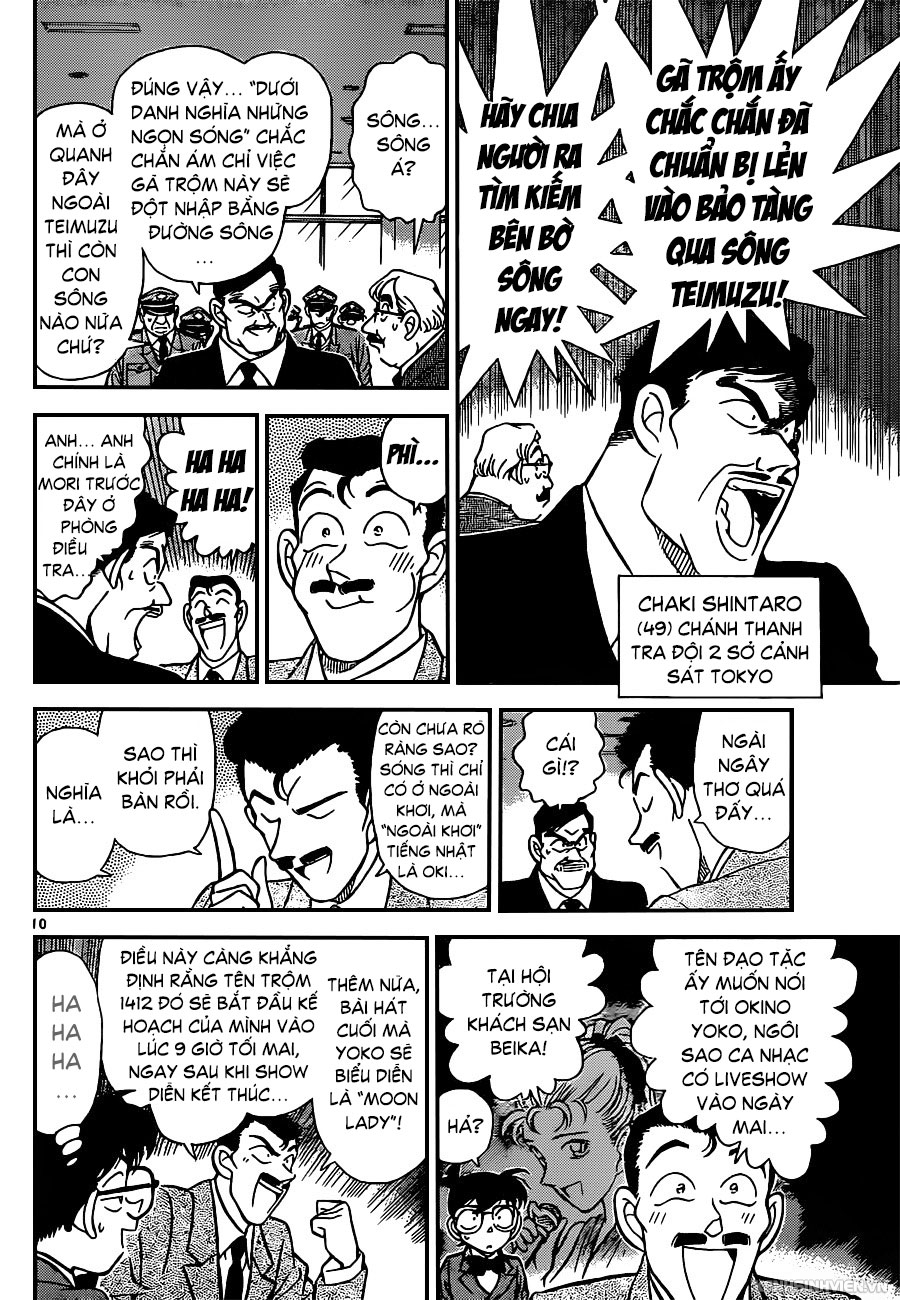 GÃ TRỘM ẤY
CHẮC CHẮN ĐÃ
CHUẨN BỊ LẺN
VÀO BẢO TÀNG
QUA SÔNG
TEIMUZU!
HÃY CHIA
NGƯỜI RA
TÌM KIẾM
BÊN BỜ
SÔNG
NGAY!
SÔNG...
SÔNG
Á?
ĐÚNG VẬY... “DƯỚI
DANH NGHĨA NHỮNG
NGỌN SÓNG” CHẮC
CHẮN ÁM CHỈ VIỆC
GÃ TRỘM NÀY SẼ
ĐỘT NHẬP BẰNG
ĐƯỜNG SÔNG
...
MÀ Ở
QUANH
ĐÂY
NGOÀI
TEIMUZU
THÌ CÒN
CON
SÔNG
NÀO NỮA
CHỨ?
CHAKI SHINTARO
(49) CHÁNH THANH
TRA ĐỘI 2 SỞ CẢNH
SÁT TOKYO
PHÌ...
HA HA
HA HA!
ANH... ANH
CHÍNH LÀ
MORI TRƯỚC
ĐÂY Ở
PHÒNG
ĐIỀU
TRA...
NGÀI
NGÂY
THƠ QUÁ
ĐẤY...
CÁI
GÌ!?
CÒN CHƯA RÕ
RÀNG SAO?
SÓNG THÌ CHỈ
CÓ Ở NGOÀI
KHƠI, MÀ
“NGOÀI KHƠI”
TIẾNG NHẬT
LÀ OKI...
SAO THÌ
KHỎI PHẢI
BÀN RỒI.
NGHĨA
LÀ...
10
TÊN ĐẠO TẶC
ẤY MUỐN NÓI
TỚI OKINO
YOKO, NGÔI
SAO CA NHẠC
CÓ LIVESHOW
VÀO NGÀY
MAI...
TẠI HỘI
TRƯỜNG
KHÁCH SẠN
BEIKA!
HẢ?
THÊM NỮA,
BÀI HÁT
CUỐI MÀ
YOKO SẼ
BIỂU DIỄN
LÀ “MOON
LADY”!
ĐIỀU NÀY CÀNG KHẲNG
ĐỊNH RẰNG TÊN TRỘM
1412 ĐÓ SẼ BẮT ĐẦU KẾ
HOẠCH CỦA MÌNH VÀO
LÚC 9 GIỜ TỐI MAI,
NGAY SAU KHI SHOW
DIỄN KẾT THÚC...
HA
HA
HA
...